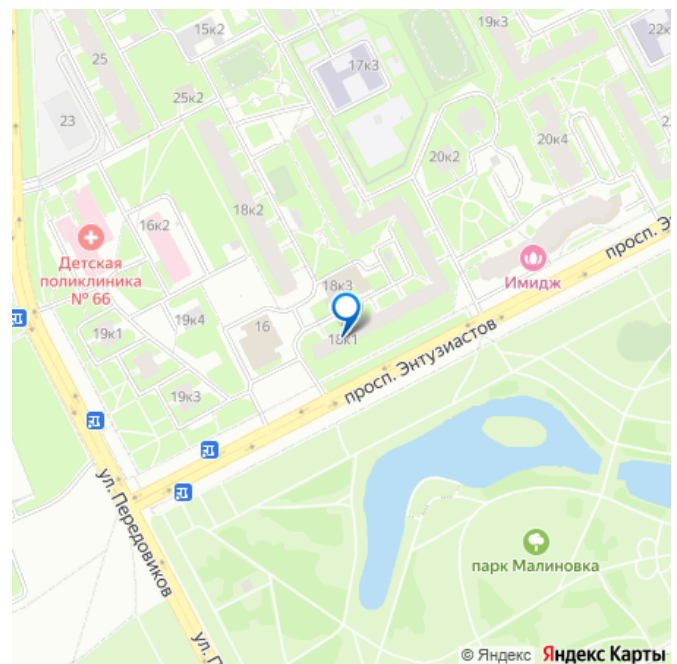 19к3
22к
15к2
25
17к3
25к2
23
20к4
20к2
18к2
16к2
просп. Э
Детская
поликлиника
№ 66
Имидж
18к3
19к4
16
19к1
18к1
просп. Энтузиастов
19к3
ул. Передовиков
парк Малиновка
ул. П
© Яндекс Яндекс Карты